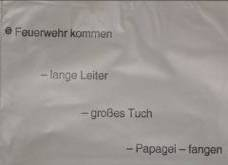 e Feuerwehr kommen
– lange Leiter
– großes Tuch
– Papagei – fangen